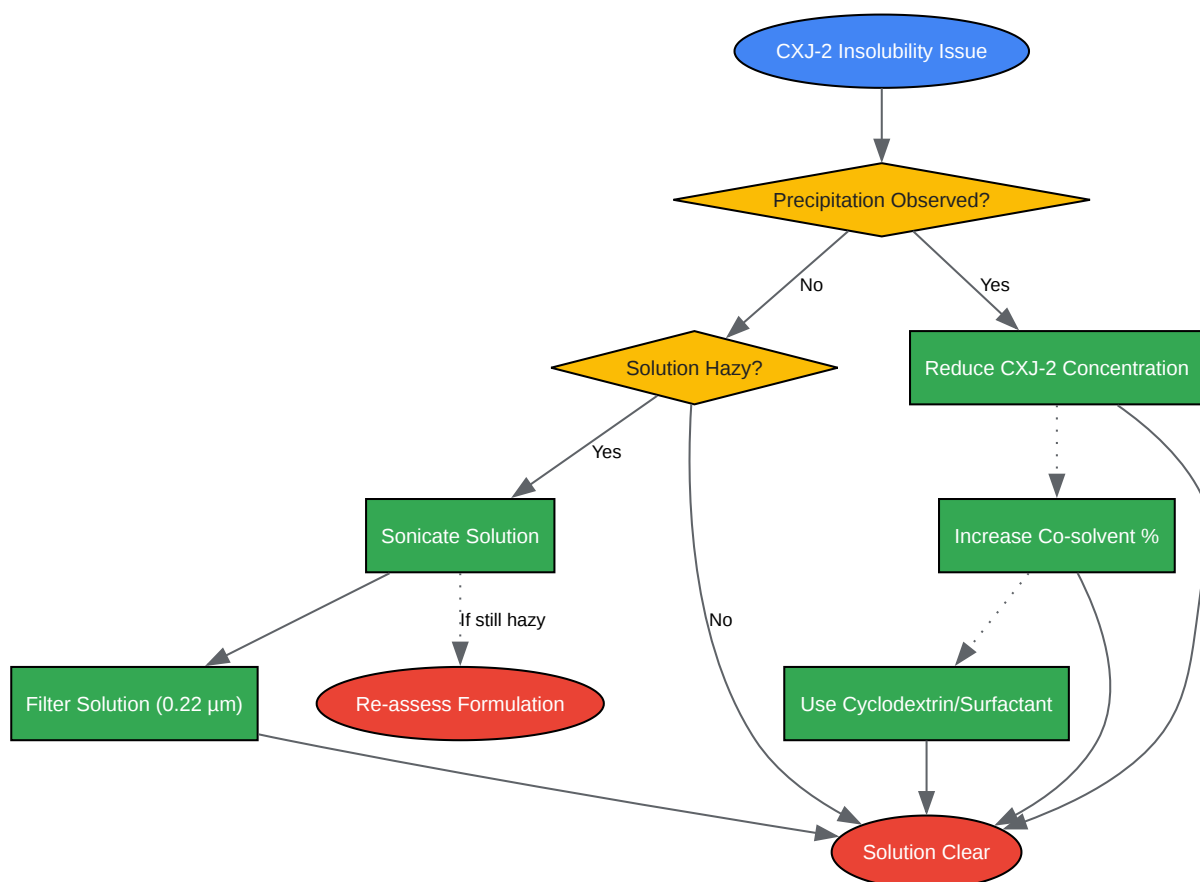 CXJ-2 Insolubility Issue
Precipitation Observed?
No
Yes
Solution Hazy?
Reduce CXJ-2 Concentration
Yes
No
Sonicate Solution
Increase Co-solvent %
If still hazy
Filter Solution (0.22 µm)
Re-assess Formulation
Use Cyclodextrin/Surfactant
Solution Clear